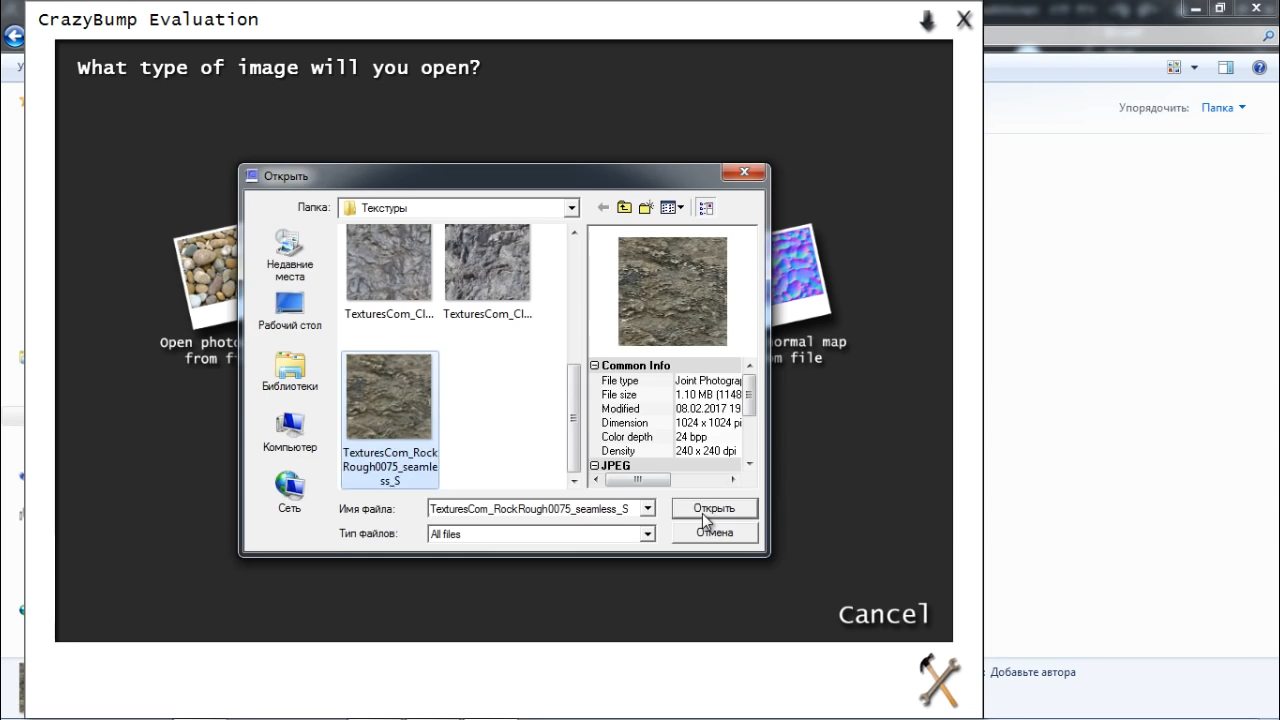 CrazyBump Evaluation
X
What type of image will you open?
Упорядочить: Папка
Открыть
Папка: Текстуры
Недавние
места
Рабочий стол
Библиотеки
Компьютер
Сеть
TexturesCom_Cl...
TexturesCom_Cl...
TexturesCom_Rock
Rough0075_seamle
ss_S
Common Info
File type Joint Photogra
File size 1.10 MB (1148
Modified 08.02.2017 19
Dimension 1024 x 1024 pi
Color depth 24 bpp
Density 240 x 240 dpi
JPEG
Open photo
from f
normal map
file
Имя файла: TexturesCom_RockRough0075_seamless_S
Открыть
Тип файлов: All files
Отмена
Cancel
Добавьте автора